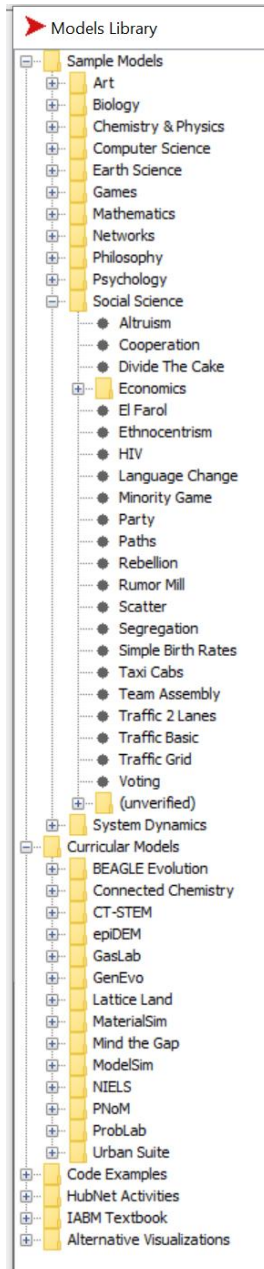 Models Library
Sample Models
Art
Biology
Chemistry & Physics
Computer Science
Earth Science
Games
Mathematics
Networks
Philosophy
Psychology
Social Science
Altruism
Cooperation
Divide The Cake
Economics
El Farol
Ethnocentrism
HIV
Language Change
Minority Game
Party
Paths
Rebellion
Rumor Mill
Scatter
Segregation
Simple Birth Rates
Taxi Cabs
Team Assembly
Traffic 2 Lanes
Traffic Basic
Traffic Grid
Voting
(unverified)
System Dynamics
Curricular Models
BEAGLE Evolution
Connected Chemistry
CT-STEM
epiDEM
GasLab
GenEvo
Lattice Land
MaterialSim
Mind the Gap
ModelSim
NIELS
PNoM
ProbLab
Urban Suite
Code Examples
HubNet Activities
IABM Textbook
Alternative Visualizations